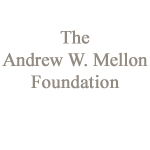 The
Andrew W. Mellon
Foundation